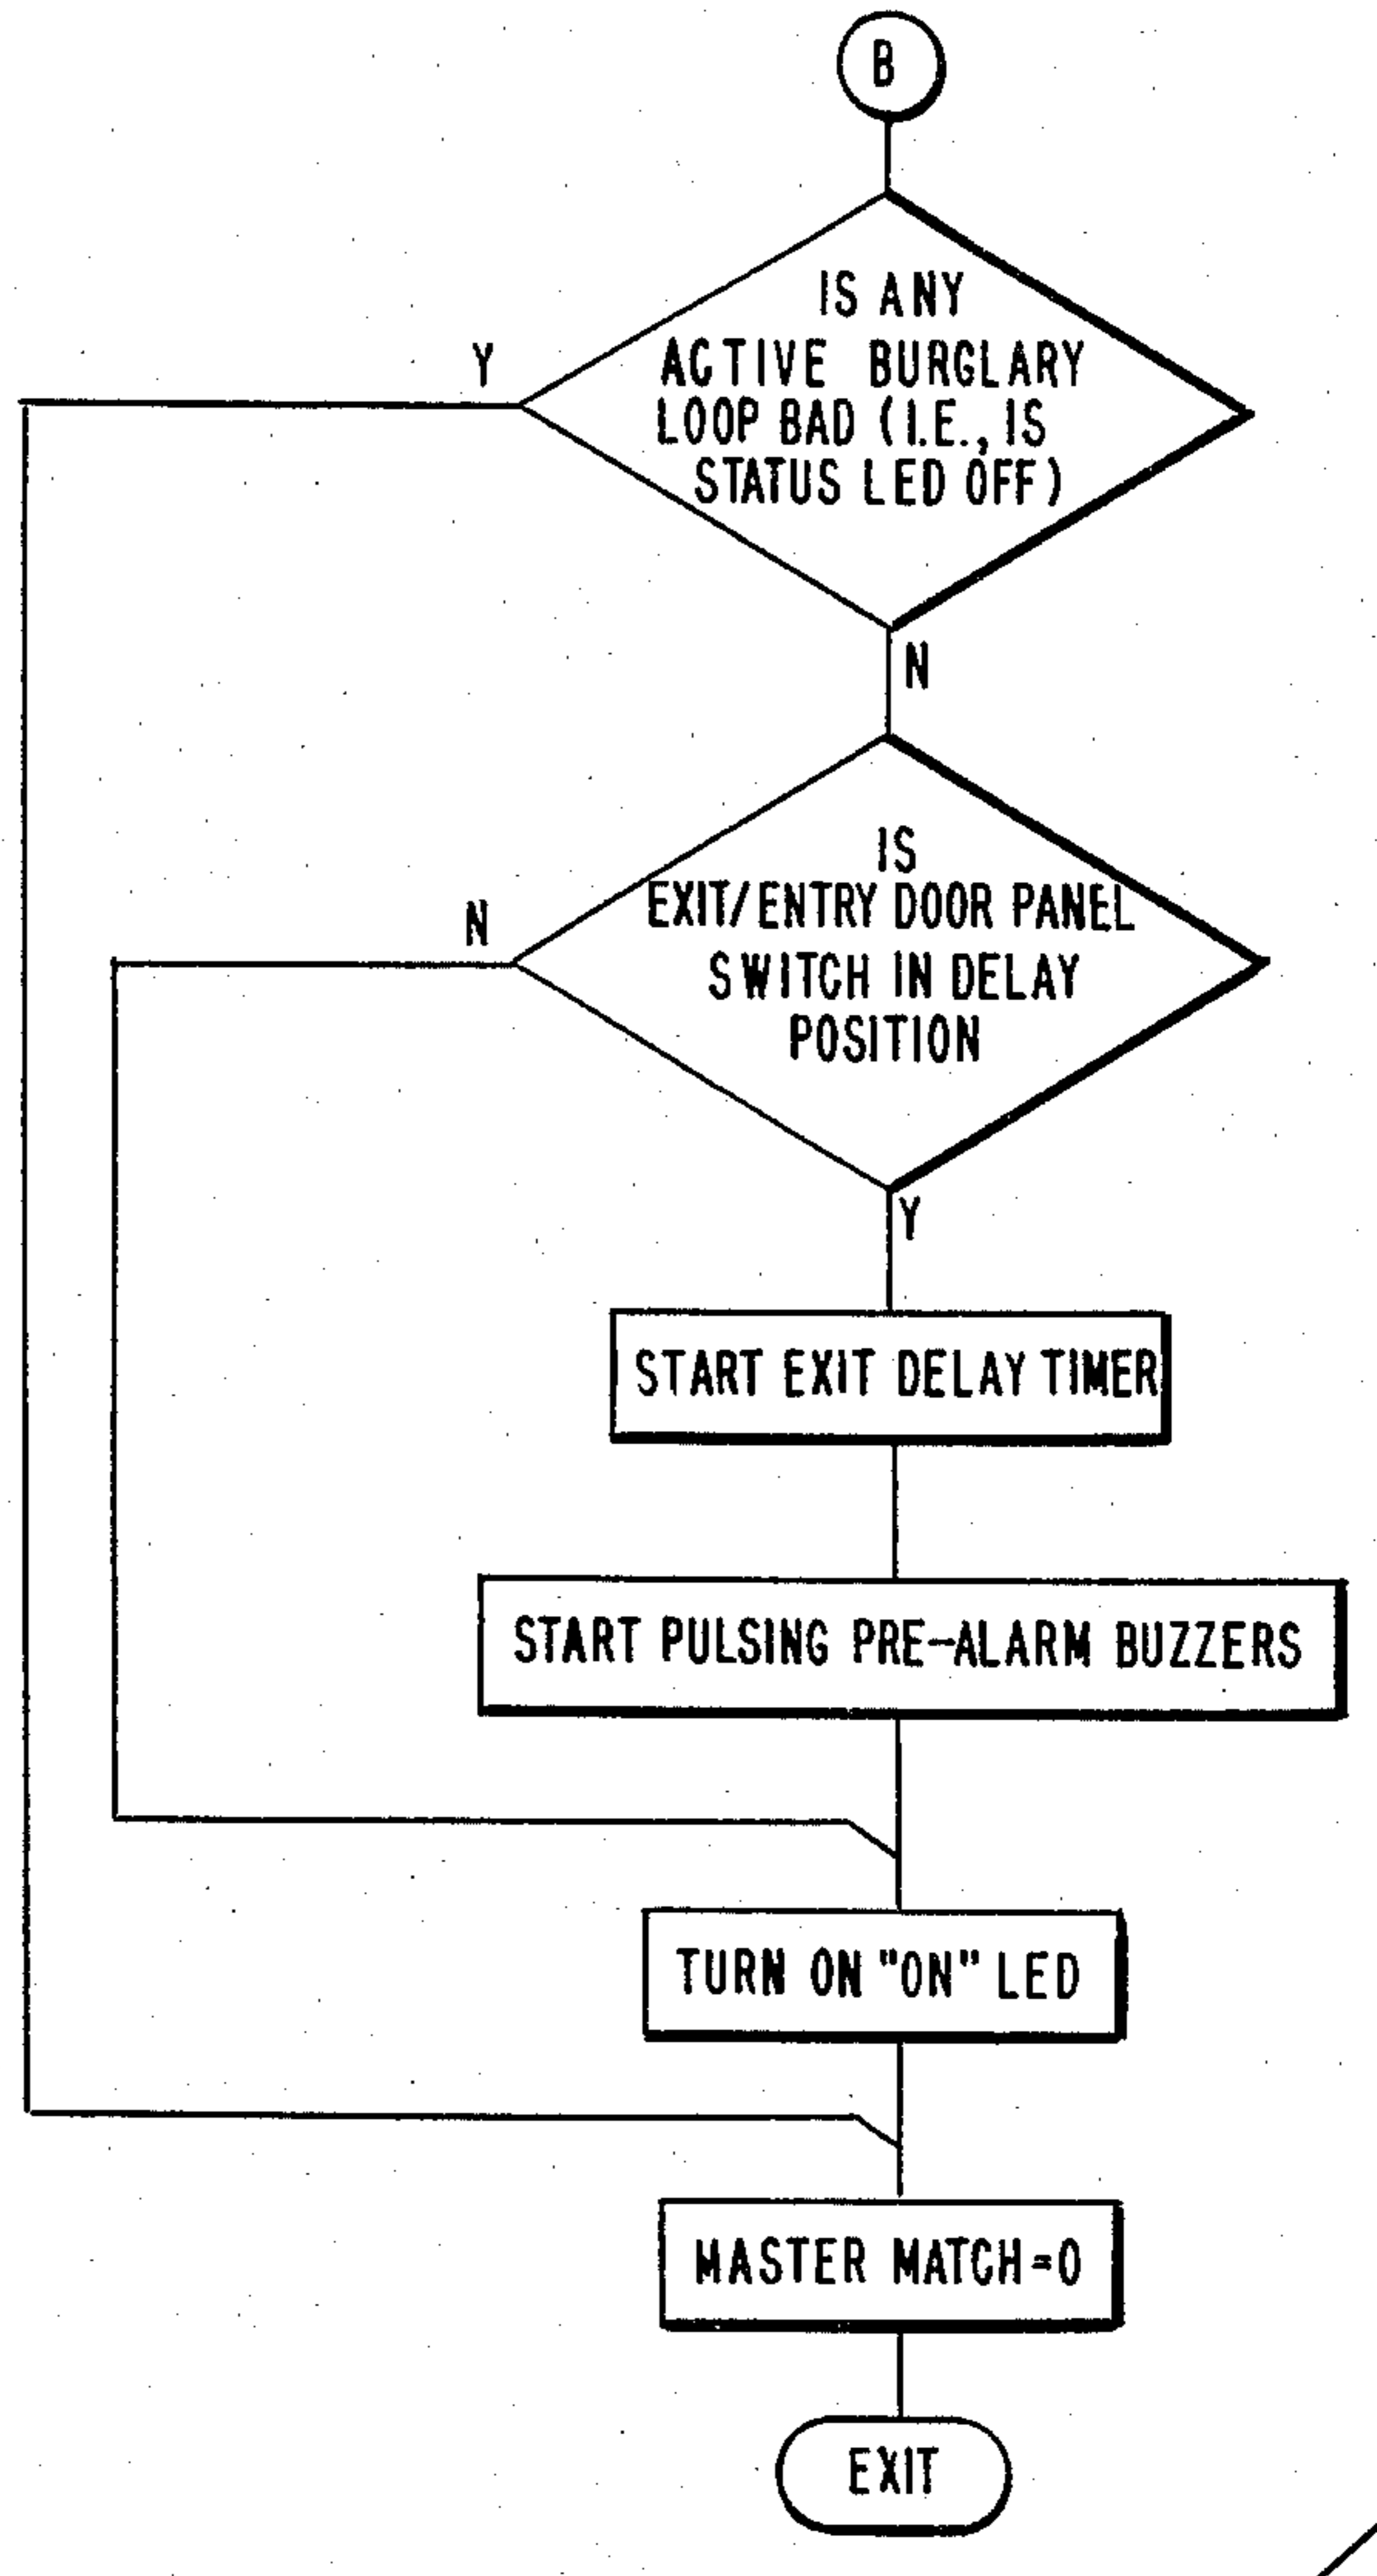 B
IS ANY
ACTIVE BURGLARY
LOOP BAD (I.E., IS
STATUS LED OFF)
Y
N
IS
EXIT/ENTRY DOOR PANEL
SWITCH IN DELAY
POSITION
N
Y
START EXIT DELAY TIMER
START PULSING PRE-ALARM BUZZERS
TURN ON "ON" LED
MASTER MATCH=0
EXIT